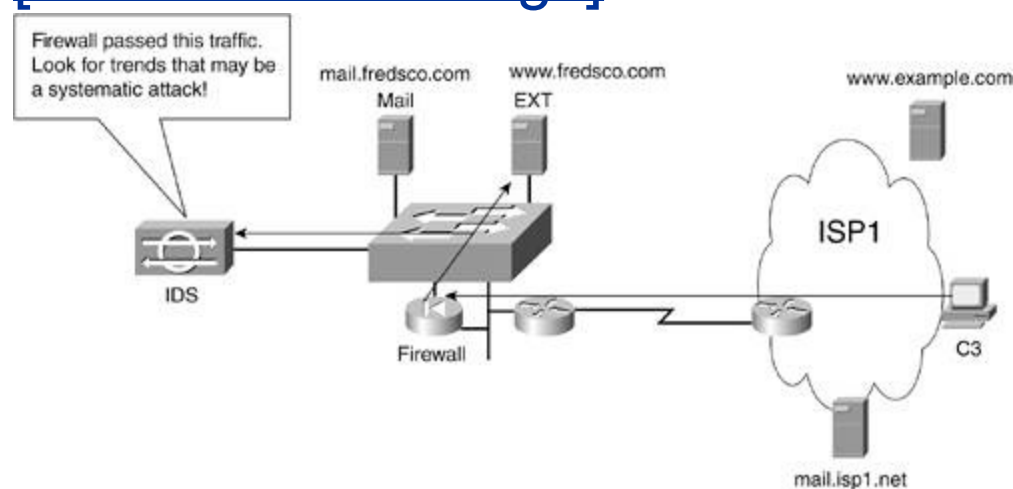 Firewall passed this traffic.
Look for trends that may be
a systematic attack!
mail.fredsco.com
Mail
www.fredsco.com
EXT
www.example.com
ISP1
IDS
Firewall
C3
mail.isp1.net